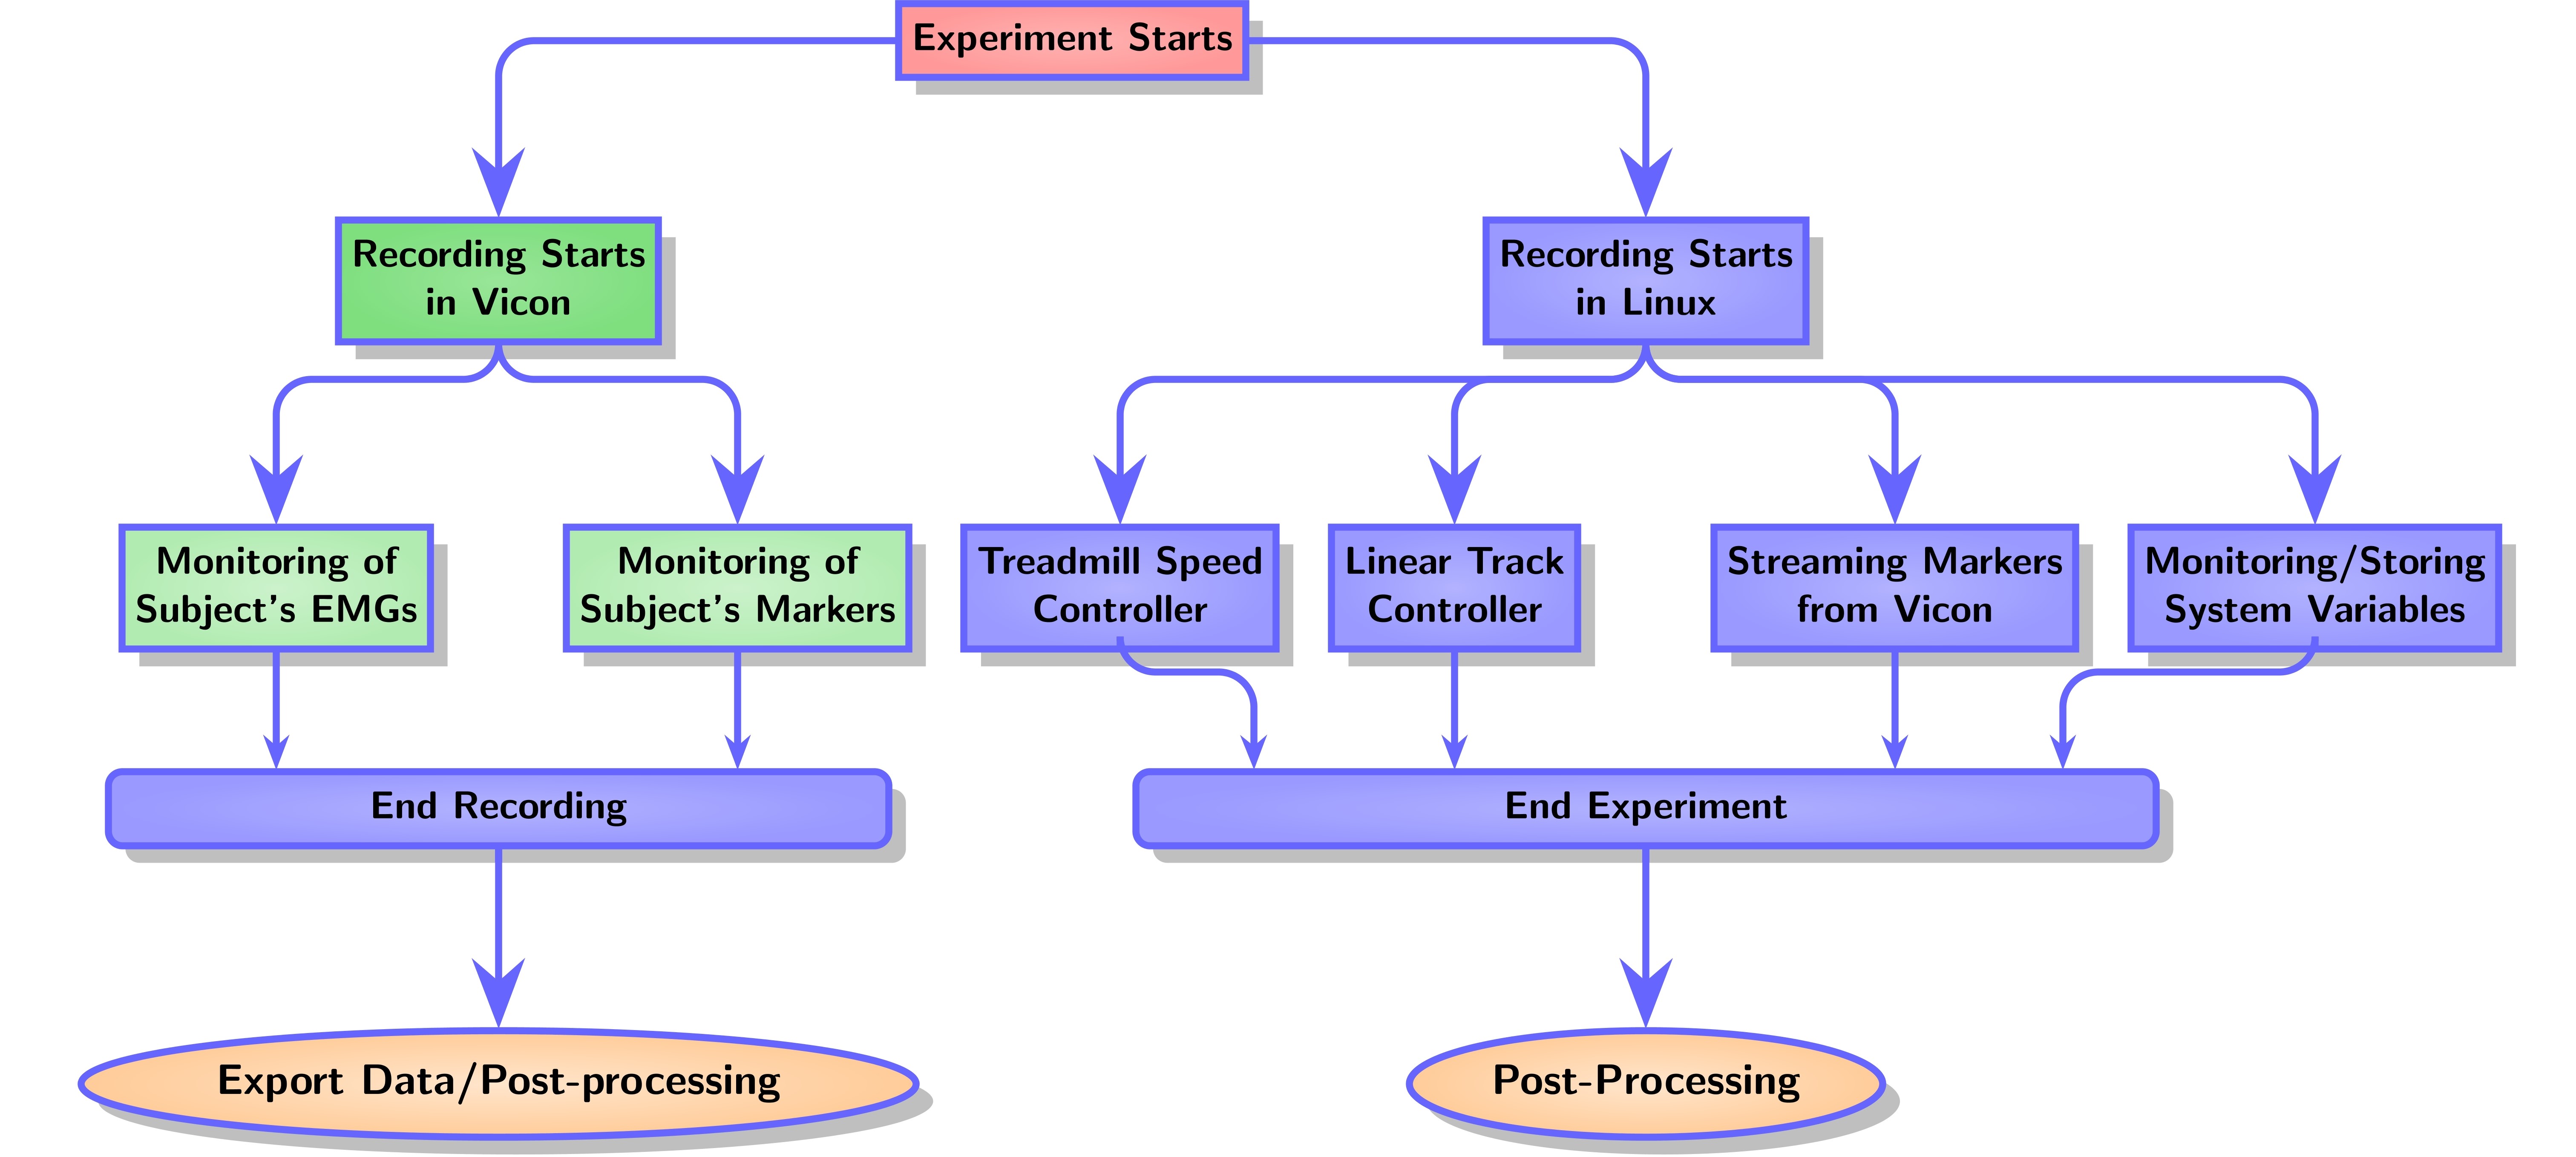 Experiment Starts
Recording Starts
in Vicon
Recording Starts
in Linux
Monitoring of
Subject's EMGs
Monitoring of
Subject's Markers
Treadmill Speed
Controller
Linear Track
Controller
Streaming Markers
from Vicon
Monitoring/Storing
System Variables
End Recording
End Experiment
Export Data/Post-processing
Post-Processing